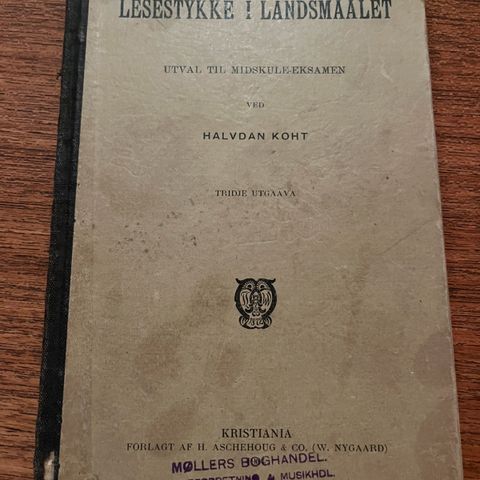 LESESTYKKE I LANDSMAALET
UTVAL TIL MIDSKULE-EKSAMEN
VED
HALVDAN KOHT
TRIDJE UTGAAVA
KRISTIANIA
FORLAGT AF H. ASCHEHOUG & CO. (W. NYGAARD)
MØLLERS BOGHANDEL.
& MUSIKHDL.